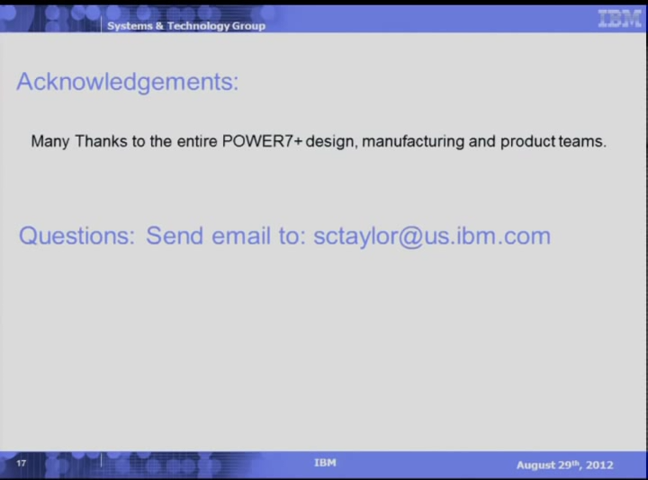 Systems & Technology Group
IBM
Acknowledgements:
Many Thanks to the entire POWER7+ design, manufacturing and product teams.
Questions: Send email to: sctaylor@us.ibm.com
17
IBM
August 29th, 2012